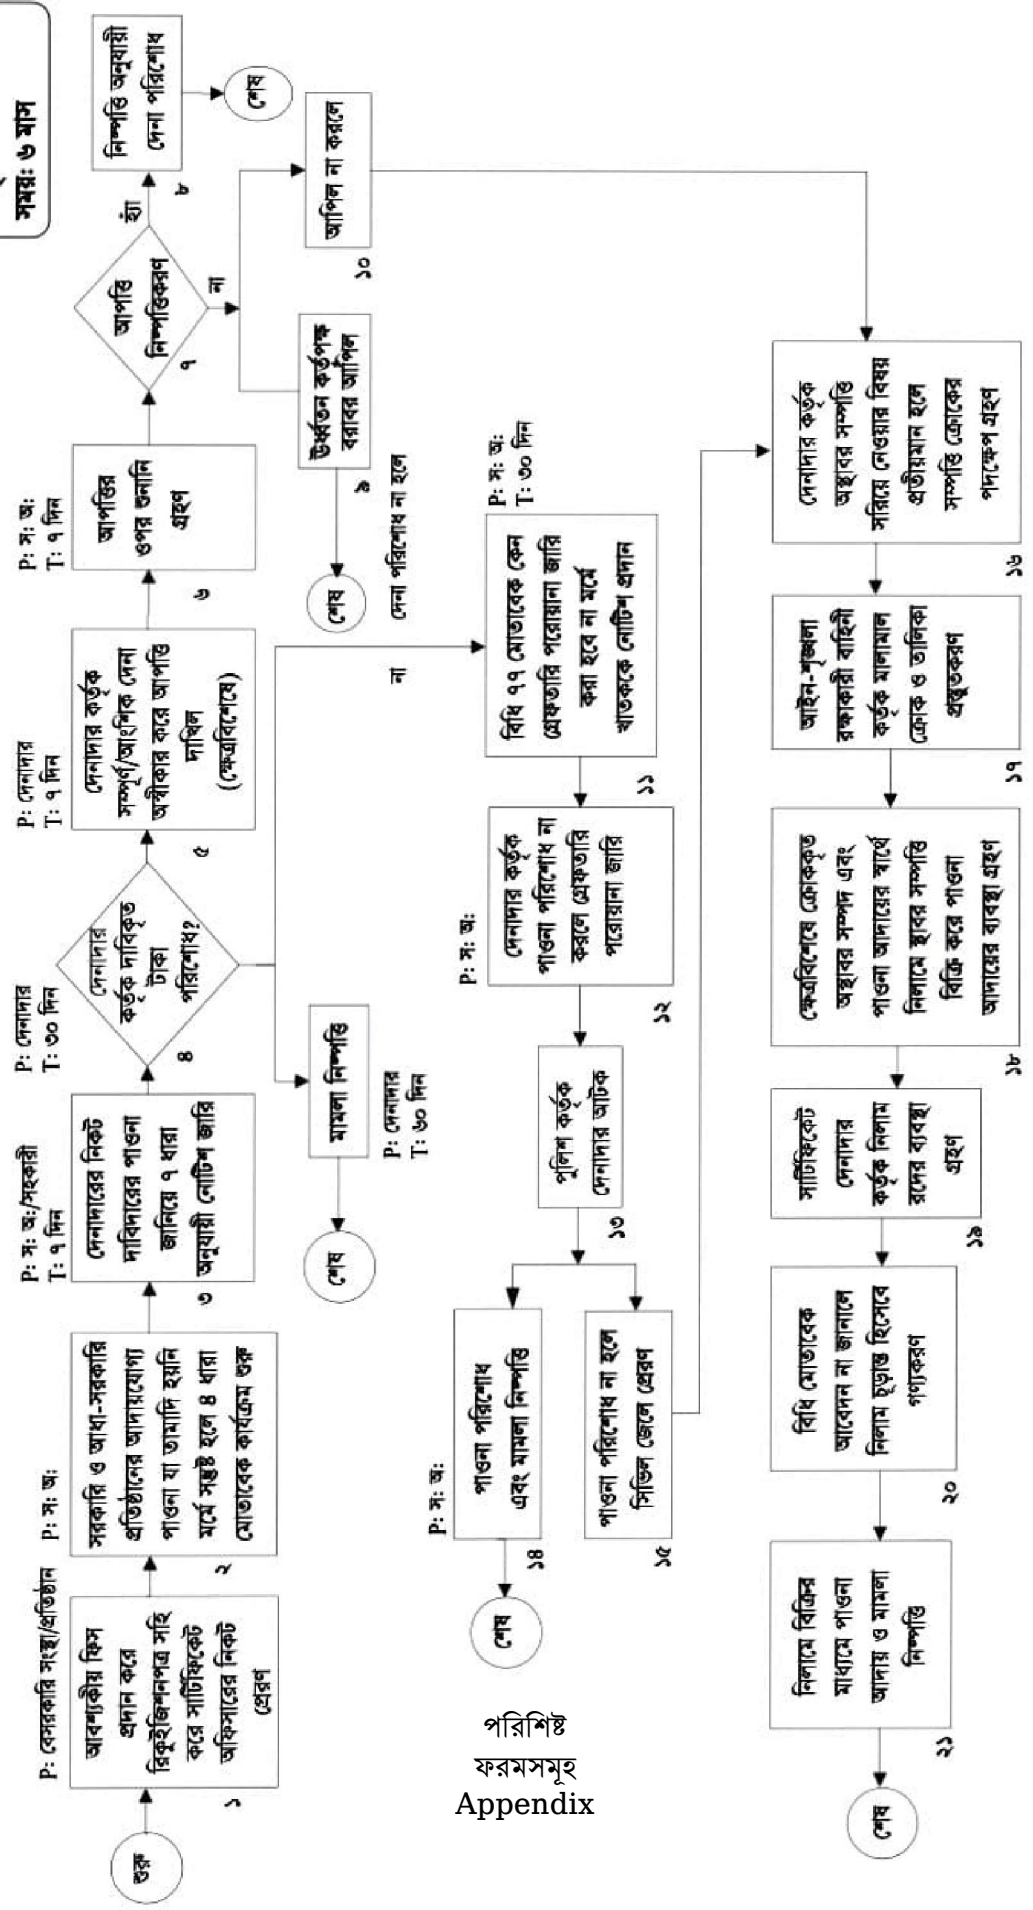 সময়: ৬ মাস
শুরু
P: বেসরকারি সংস্থা/প্রতিষ্ঠান
আবশ্যকীয় ফিস
প্রদান করে
রিকুইজিশনপত্র সহি
করে সার্টিফিকেট
অফিসারের নিকট
প্রেরণ
১
P: স: অ:
সরকারি ও আধা-সরকারি
প্রতিষ্ঠানের আদায়যোগ্য
পাওনা যা তামাদি হয়নি
মর্মে সন্তুষ্ট হলে ৪ ধারা
মোতাবেক কার্যক্রম শুরু
২
P: স: অ:/সহকারী
T: ৭ দিন
দেনাদারের নিকট
দাবিদারের পাওনা
জানিয়ে ৭ ধারা
অনুযায়ী নোটিশ জারি
৩
P: দেনাদার
T: ৩০ দিন
দেনাদার
কর্তৃক দাবিকৃত
টাকা
পরিশোধ?
৪
P: দেনাদার
T: ৭ দিন
দেনাদার কর্তৃক
সম্পূর্ণ/আংশিক দেনা
অস্বীকার করে আপত্তি
দাখিল
(ক্ষেত্রবিশেষে)
৫
P: স: অ:
T: ৭ দিন
আপত্তির
ওপর শুনানি
গ্রহণ
৬
আপত্তি
নিষ্পত্তিকরণ
৭
হ্যাঁ
না
নিষ্পত্তি অনুযায়ী
দেনা পরিশোধ
৮
শেষ
মামলা নিষ্পত্তি
P: দেনাদার
T: ৬০ দিন
শেষ
ঊর্ধ্বতন কর্তৃপক্ষ
বরাবর আপিল
৯
শেষ
আপিল না করলে
১০
না
দেনা পরিশোধ না হলে
P: স: অ:
T: ৩০ দিন
বিধি ৭৭ মোতাবেক কেন
গ্রেফতারি পরোয়ানা জারি
করা হবে না মর্মে
খাতককে নোটিশ প্রদান
১১
P: স: অ:
দেনাদার কর্তৃক
পাওনা পরিশোধ না
করলে গ্রেফতারি
পরোয়ানা জারি
১২
পুলিশ কর্তৃক
দেনাদার আটক
১৩
P: স: অ:
পাওনা পরিশোধ
এবং মামলা নিষ্পত্তি
১৪
শেষ
পাওনা পরিশোধ না হলে
সিভিল জেলে প্রেরণ
১৫
দেনাদার কর্তৃক
অস্থাবর সম্পত্তি
সরিয়ে নেওয়ার বিষয়
প্রতীয়মান হলে
সম্পত্তি ক্রোকের
পদক্ষেপ গ্রহণ
১৬
আইন-শৃঙ্খলা
রক্ষাকারী বাহিনী
কর্তৃক মালামাল
ক্রোক ও তালিকা
প্রস্তুতকরণ
১৭
ক্ষেত্রবিশেষে ক্রোককৃত
অস্থাবর সম্পদ এবং
পাওনা আদায়ের স্বার্থে
নিলামে স্থাবর সম্পত্তি
বিক্রি করে পাওনা
আদায়ের ব্যবস্থা গ্রহণ
১৮
সার্টিফিকেট
দেনাদার
কর্তৃক নিলাম
রদের ব্যবস্থা
গ্রহণ
১৯
বিধি মোতাবেক
আবেদন না জানালে
নিলাম চূড়ান্ত হিসেবে
গণ্যকরণ
২০
নিলামে বিক্রির
মাধ্যমে পাওনা
আদায় ও মামলা
নিষ্পত্তি
২১
শেষ
পরিশিষ্ট
ফরমসমূহ
Appendix